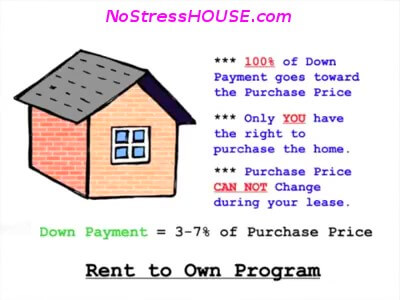 NoStressHOUSE.com
*** 100% of Down
Payment goes toward
the Purchase Price
*** Only YOU have
the right to
purchase the home.
*** Purchase Price
CAN NOT Change
during your lease.
Down Payment = 3-7% of Purchase Price
Rent to Own Program